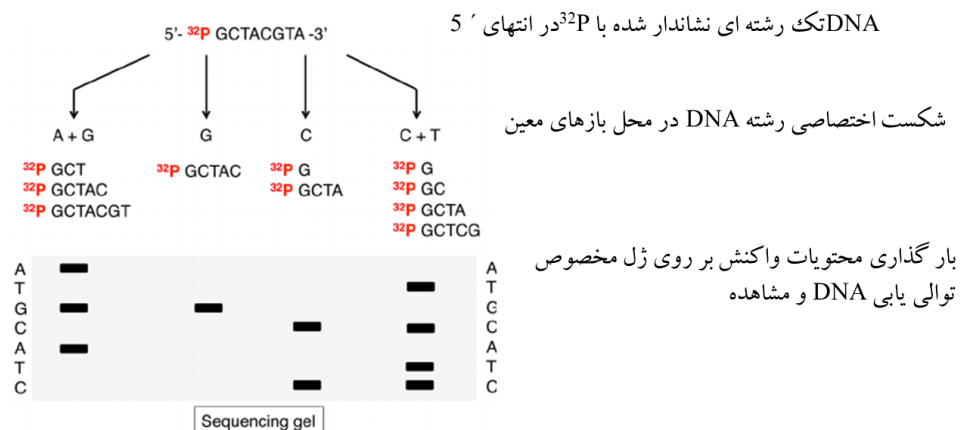 DNAتک رشته ای نشاندار شده با ³²Pدر انتهای ´ 5
5’- ³²P GCTACGTA -3’
شکست اختصاصی رشته DNA در محل بازهای معین
A + G G C C + T
³²P GCT ³²P GCTAC ³²P G ³²P G
³²P GCTAC ³²P GCTA ³²P GC
³²P GCTACGT ³²P GCTA
³²P GCTCG
بار گذاری محتویات واکنش بر روی ژل مخصوص
توالی یابی DNA و مشاهده
A A
T T
G G
C C
A A
T T
C C
Sequencing gel